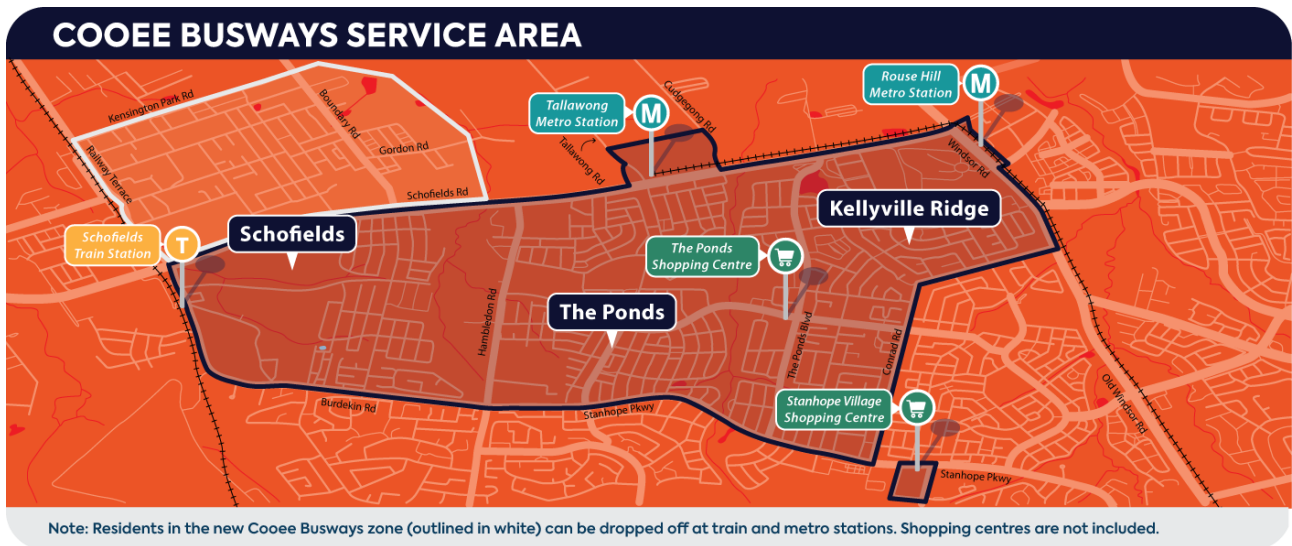 COOEE BUSWAYS SERVICE AREA
Rouse Hill
Metro Station
M
Tallawong
Metro Station
M
Cudgegong Rd
Kensington Park Rd
Boundary Rd
Gordon Rd
Tallawong Rd
Windsor Rd
Railway Terrace
Schofields Rd
Kellyville Ridge
Schofields
Train Station
T
Schofields
The Ponds
Shopping Centre
The Ponds
Hambledon Rd
The Ponds Blvd
Conrad Rd
Old Windsor Rd
Burdekin Rd
Stanhope Pkwy
Stanhope Village
Shopping Centre
Stanhope Pkwy
Note: Residents in the new Cooee Busways zone (outlined in white) can be dropped off at train and metro stations. Shopping centres are not included.